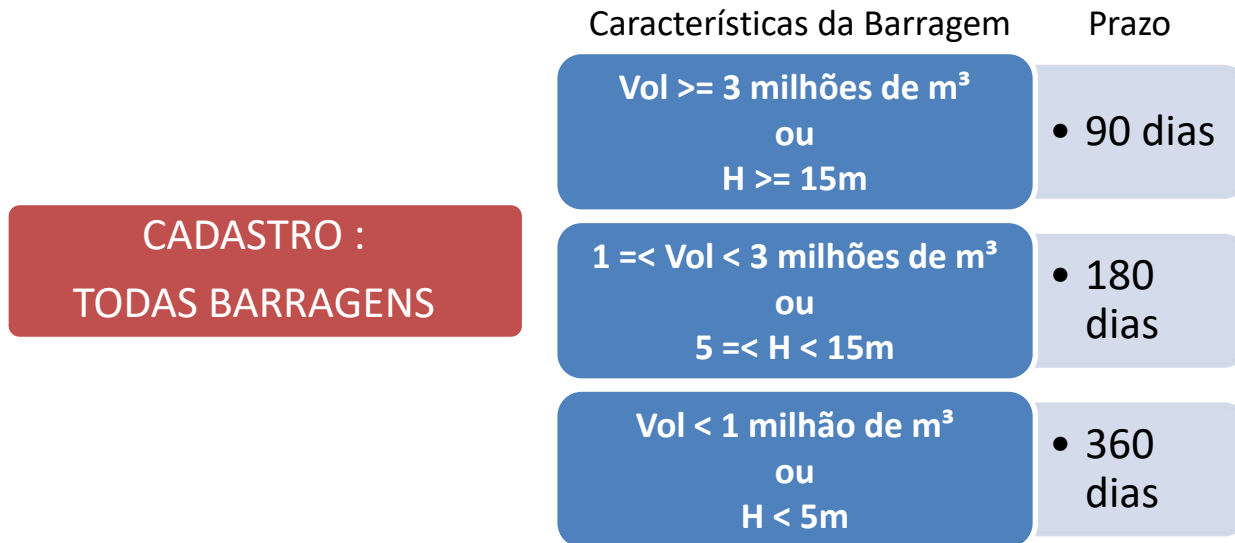 Características da Barragem
Prazo
CADASTRO :
TODAS BARRAGENS
Vol >= 3 milhões de m³
ou
H >= 15m
• 90 dias
1 =< Vol < 3 milhões de m³
ou
5 =< H < 15m
• 180
dias
Vol < 1 milhão de m³
ou
H < 5m
• 360
dias